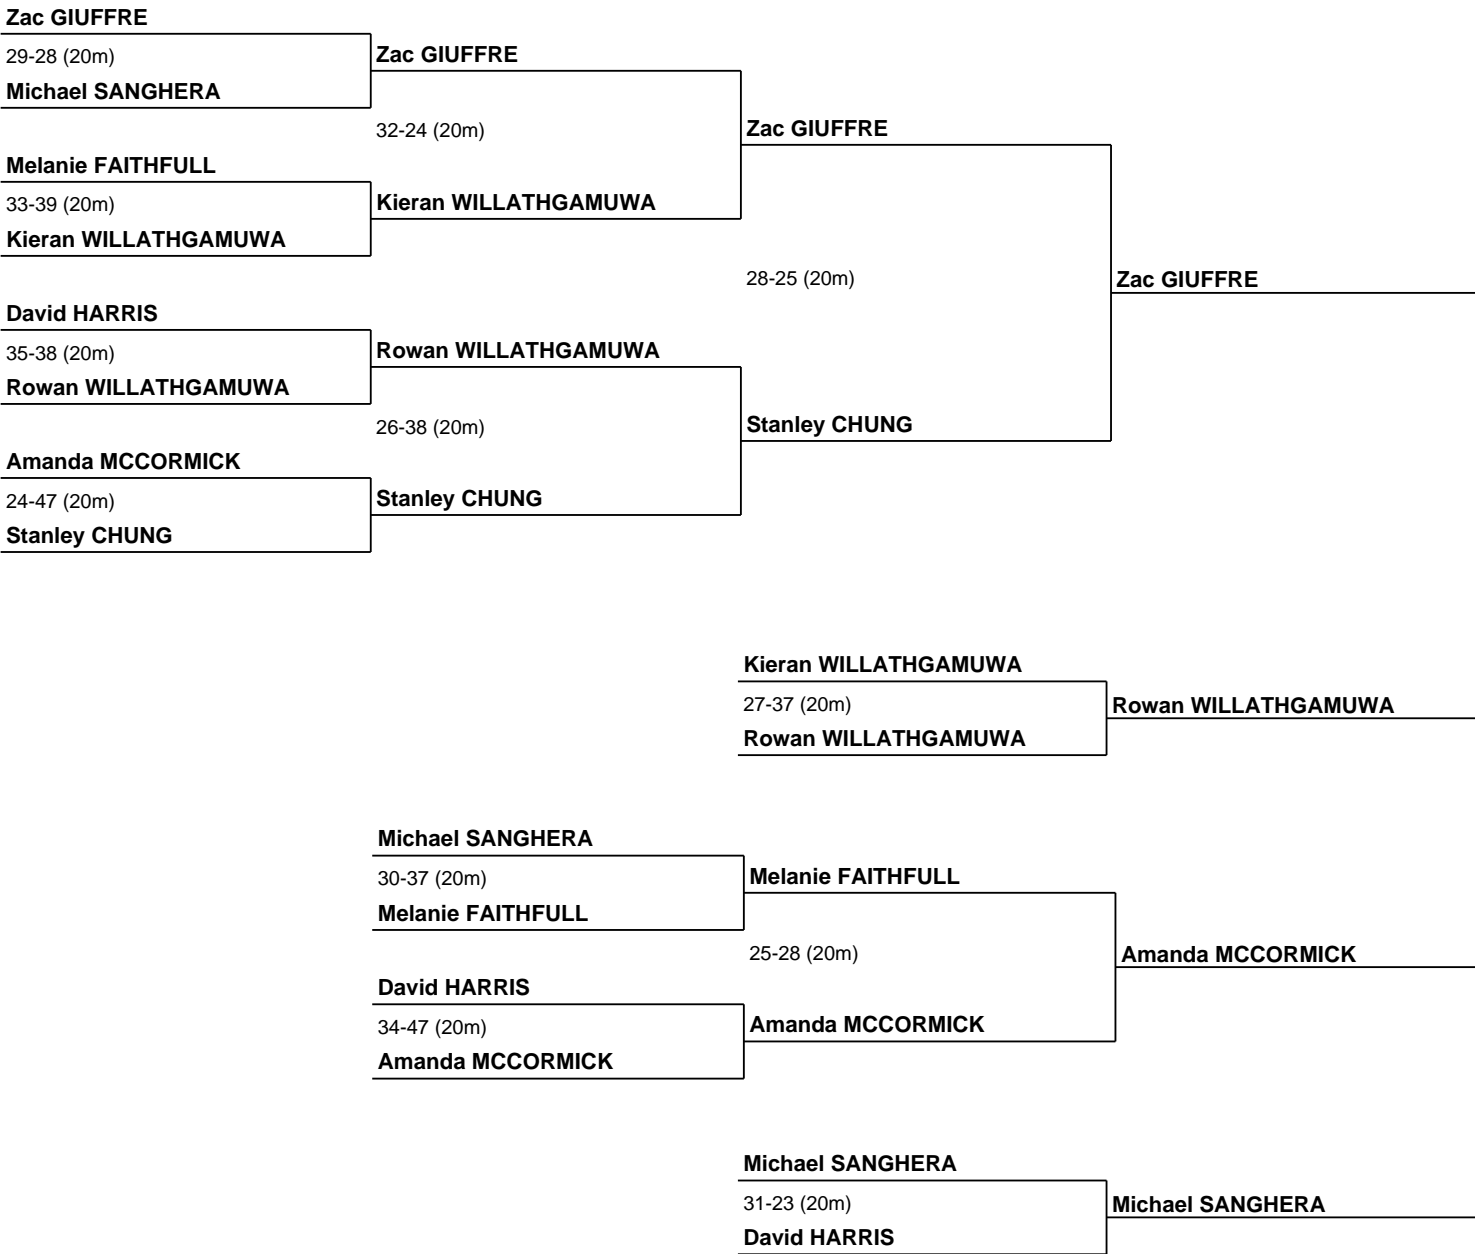 Zac GIUFFRE
29-28 (20m)
Michael SANGHERA
Melanie FAITHFULL
33-39 (20m)
Kieran WILLATHGAMUWA
David HARRIS
35-38 (20m)
Rowan WILLATHGAMUWA
Amanda MCCORMICK
24-47 (20m)
Stanley CHUNG
Zac GIUFFRE
32-24 (20m)
Kieran WILLATHGAMUWA
Rowan WILLATHGAMUWA
26-38 (20m)
Stanley CHUNG
Zac GIUFFRE
28-25 (20m)
Stanley CHUNG
Zac GIUFFRE
Kieran WILLATHGAMUWA
27-37 (20m)
Rowan WILLATHGAMUWA
Rowan WILLATHGAMUWA
Michael SANGHERA
30-37 (20m)
Melanie FAITHFULL
David HARRIS
34-47 (20m)
Amanda MCCORMICK
Melanie FAITHFULL
25-28 (20m)
Amanda MCCORMICK
Amanda MCCORMICK
Michael SANGHERA
31-23 (20m)
David HARRIS
Michael SANGHERA